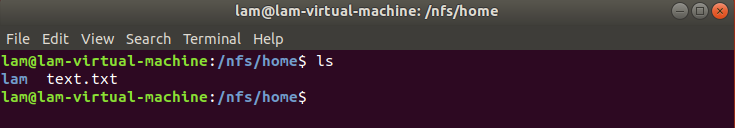 lam@lam-virtual-machine: /nfs/home
File Edit View Search Terminal Help
lam@lam-virtual-machine:/nfs/home$ ls
lam  text.txt
lam@lam-virtual-machine:/nfs/home$